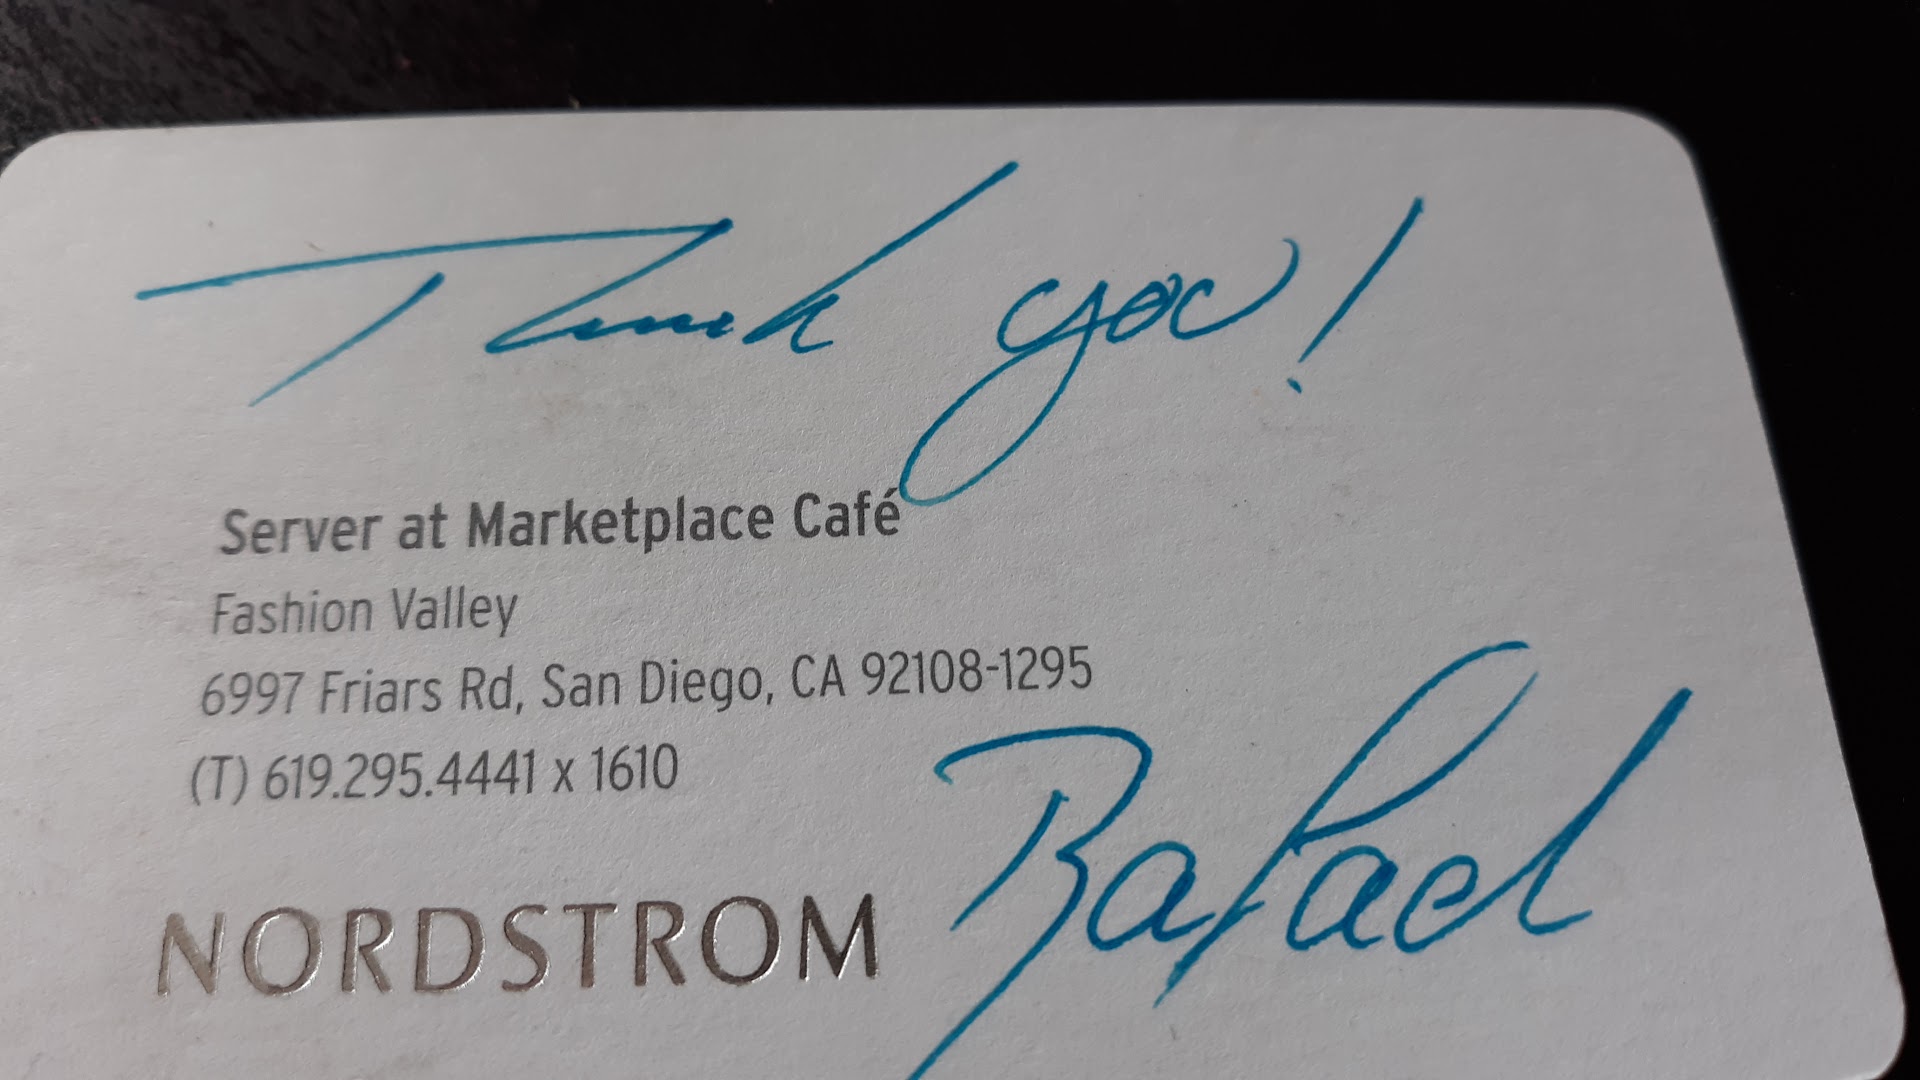 Thank you!
Server at Marketplace Café
Fashion Valley
6997 Friars Rd, San Diego, CA 92108-1295
(T) 619.295.4441 x 1610
NORDSTROM
Rafael